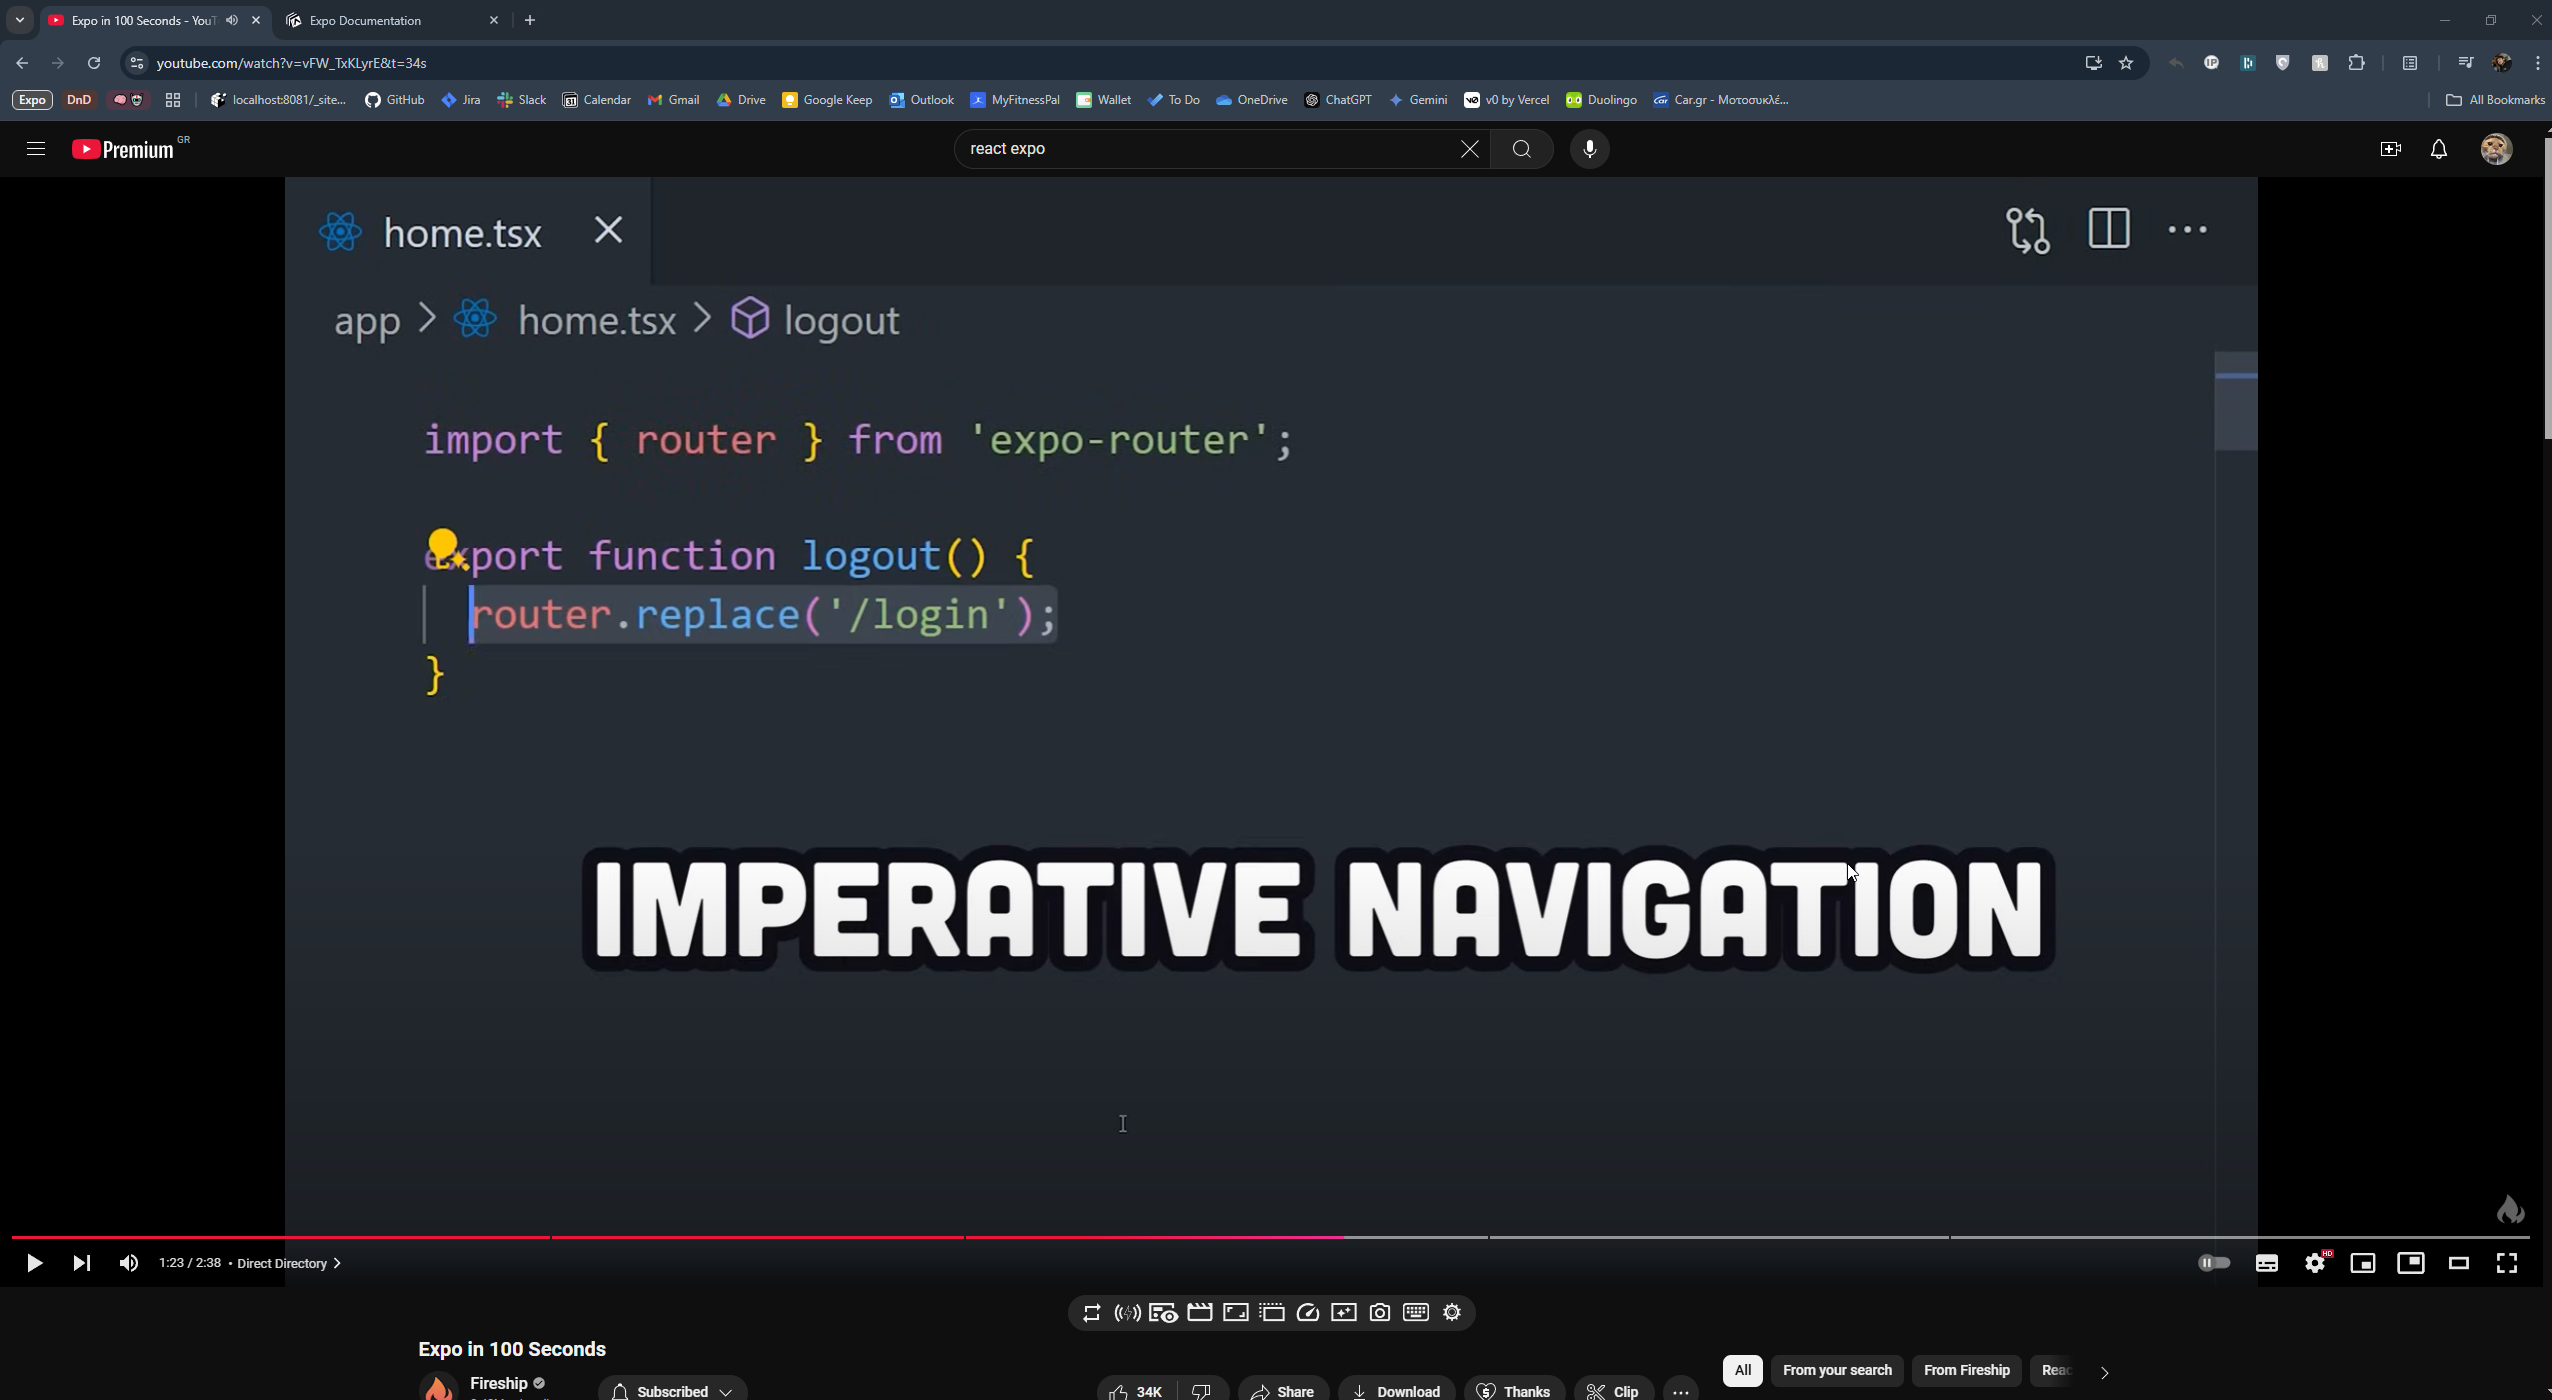 Expo in 100 Seconds - YouT
Expo Documentation
youtube.com/watch?v=vFW_TxKLyrE&t=34s
Expo DnD localhost:8081/_site... GitHub Jira Slack Calendar Gmail Drive Google Keep Outlook MyFitnessPal Wallet To Do OneDrive ChatGPT Gemini v0 by Vercel Duolingo Car.gr - Μοτοσυκλέ... All Bookmarks
Premium GR
react expo
home.tsx
app > home.tsx > logout
import { router } from 'expo-router';
export function logout() {
router.replace('/login');
}
IMPERATIVE NAVIGATION
1:23 / 2:38 • Direct Directory >
HD
Expo in 100 Seconds
All From your search From Fireship Reac
Fireship
Subscribed
34K Share Download Thanks Clip ...